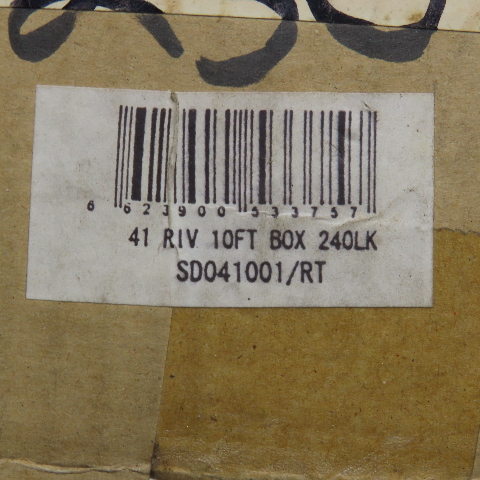 6 623900 533757
41 RIV 10FT BOX 240LK
SD041001/RT